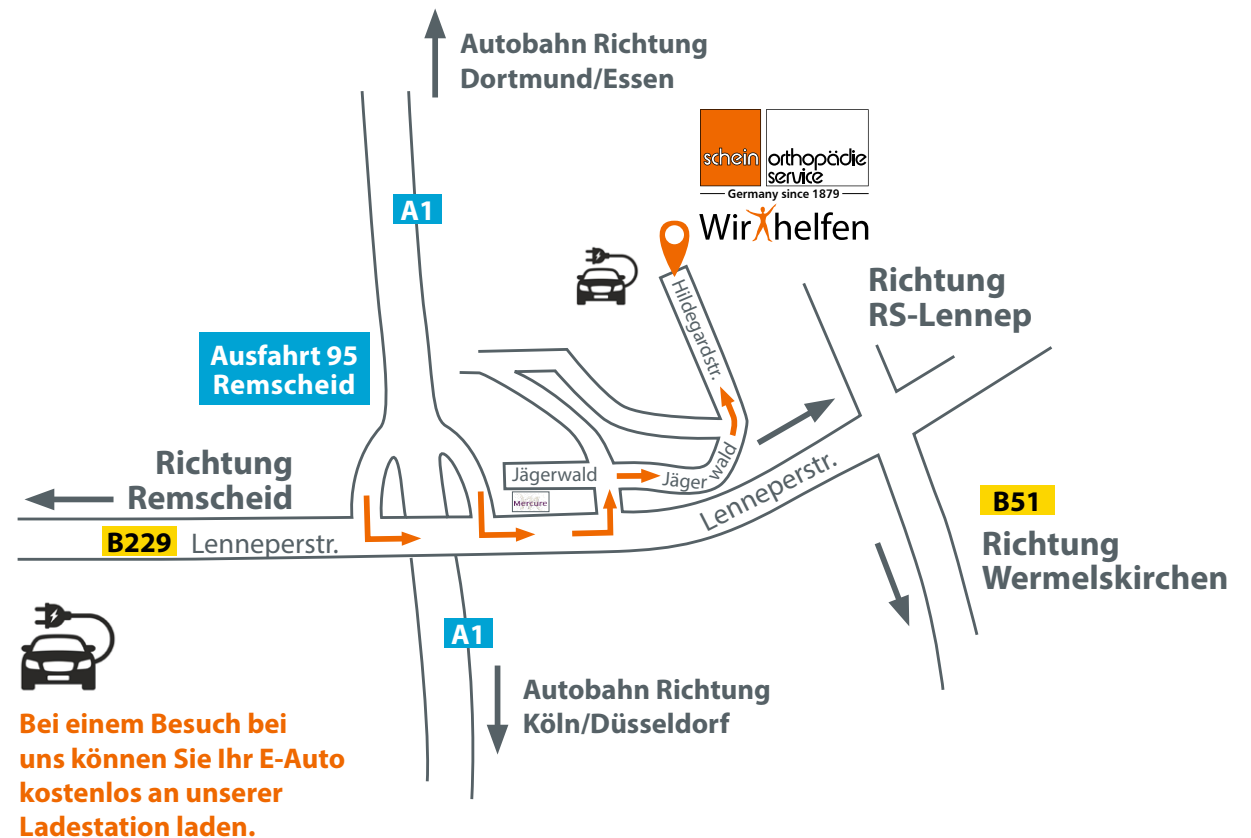 Autobahn Richtung
Dortmund/Essen
schein
orthopädie
service
Germany since 1879
Wir helfen
A1
Hildegardstr.
Richtung
RS-Lennep
Ausfahrt 95
Remscheid
Richtung
Remscheid
Jägerwald
Jäger wald
Mercure
Lenneperstr.
B229 Lenneperstr.
B51
Richtung
Wermelskirchen
A1
Autobahn Richtung
Köln/Düsseldorf
Bei einem Besuch bei
uns können Sie Ihr E-Auto
kostenlos an unserer
Ladestation laden.